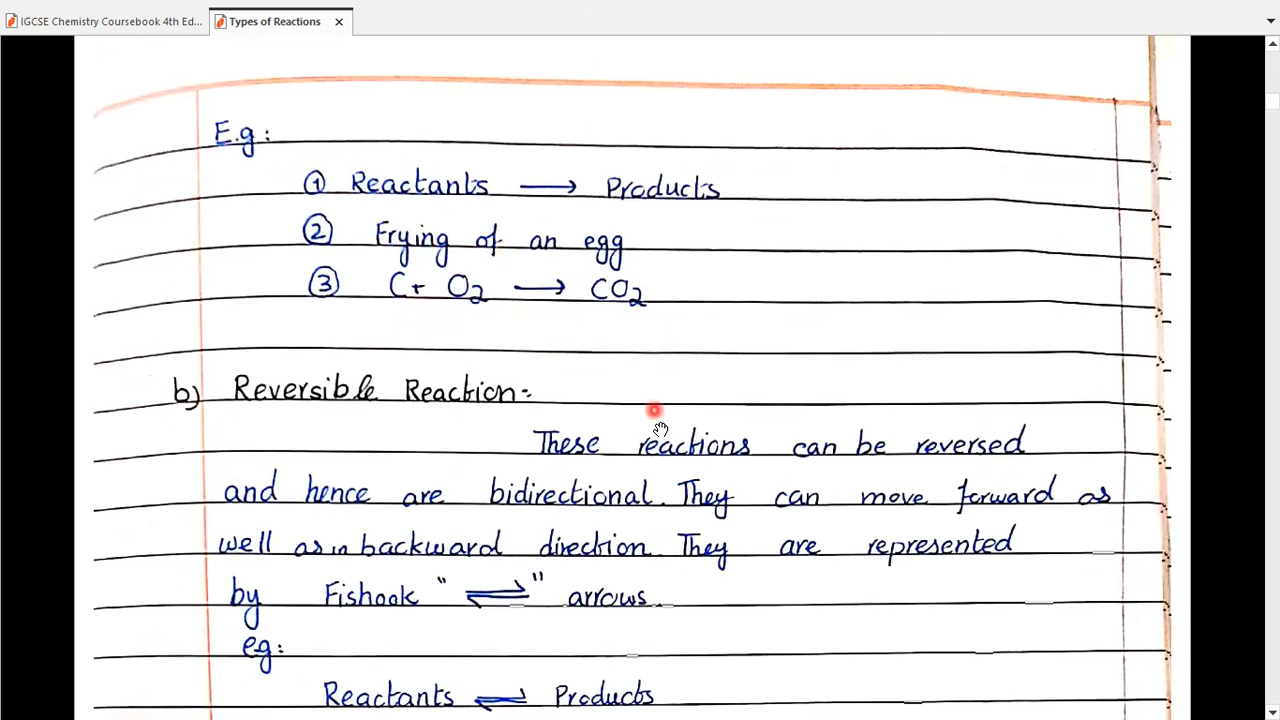 IGCSE Chemistry Coursebook 4th Ed...
Types of Reactions
E.g:
① Reactants ⟶ Products
② Frying of an egg
③ C + O₂ ⟶ CO₂
b) Reversible Reaction:-
These reactions can be reversed
and hence are bidirectional. They can move forward as
well as in backward direction. They are represented
by Fishook " ⇌ " arrows.
eg:
Reactants ⇌ Products